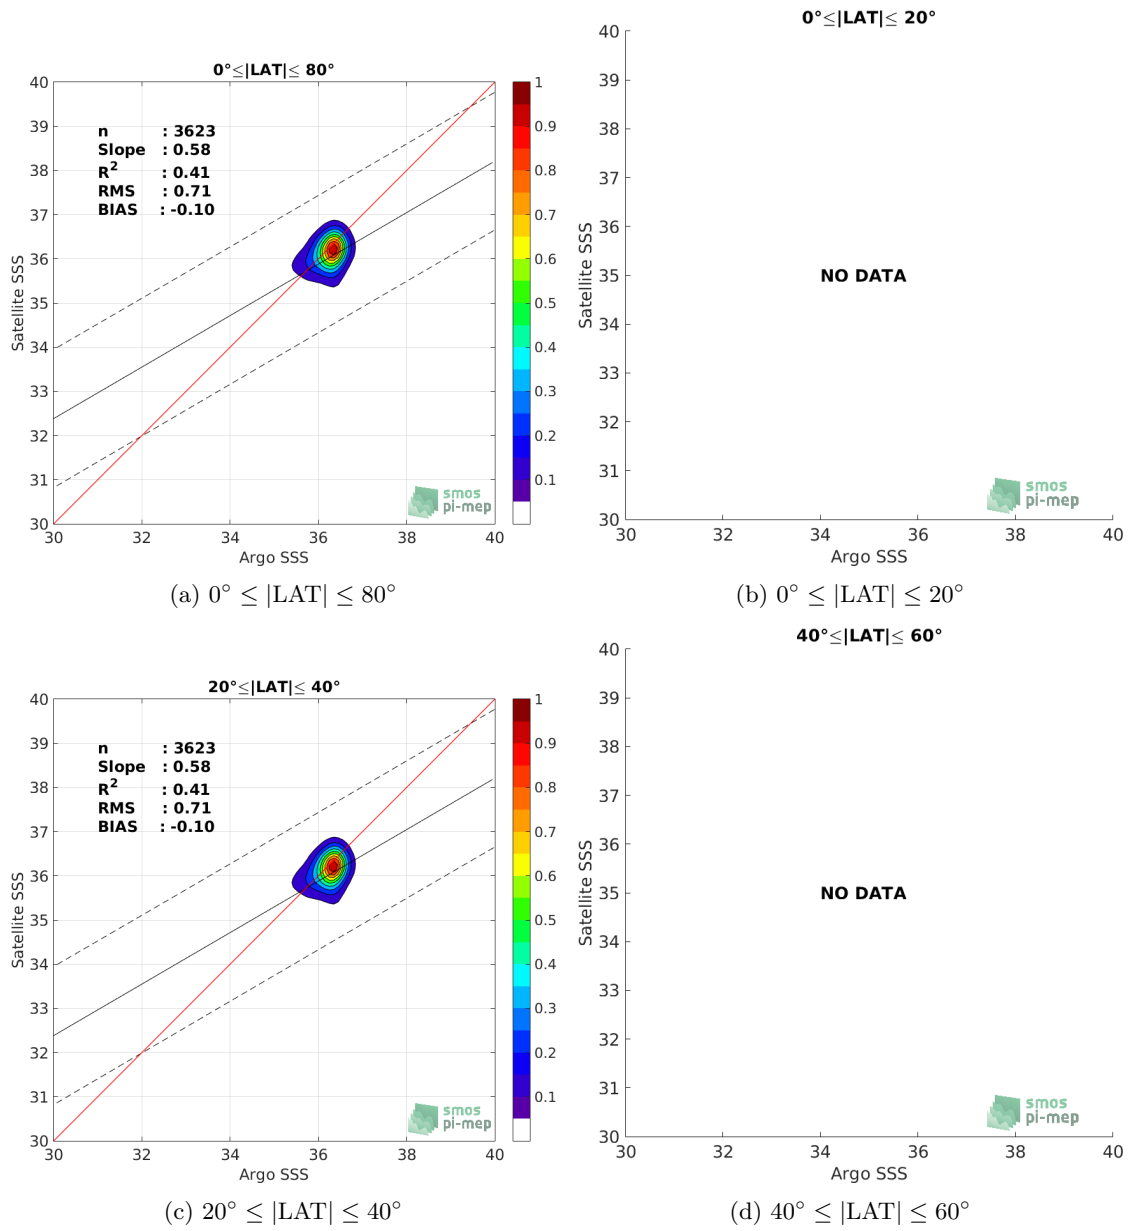 0°≤|LAT|≤ 80°
40
39
38
37
36
35
34
33
32
31
30
Satellite SSS
n : 3623
Slope : 0.58
R2 : 0.41
RMS : 0.71
BIAS : -0.10
smos
pi-mep
30 32 34 36 38 40
Argo SSS
1
0.9
0.8
0.7
0.6
0.5
0.4
0.3
0.2
0.1
(a) 0° ≤ |LAT| ≤ 80°
0°≤|LAT|≤ 20°
40
39
38
37
36
35
34
33
32
31
30
Satellite SSS
NO DATA
smos
pi-mep
30 32 34 36 38 40
Argo SSS
(b) 0° ≤ |LAT| ≤ 20°
20°≤|LAT|≤ 40°
40
39
38
37
36
35
34
33
32
31
30
Satellite SSS
n : 3623
Slope : 0.58
R2 : 0.41
RMS : 0.71
BIAS : -0.10
smos
pi-mep
30 32 34 36 38 40
Argo SSS
1
0.9
0.8
0.7
0.6
0.5
0.4
0.3
0.2
0.1
(c) 20° ≤ |LAT| ≤ 40°
40°≤|LAT|≤ 60°
40
39
38
37
36
35
34
33
32
31
30
Satellite SSS
NO DATA
smos
pi-mep
30 32 34 36 38 40
Argo SSS
(d) 40° ≤ |LAT| ≤ 60°